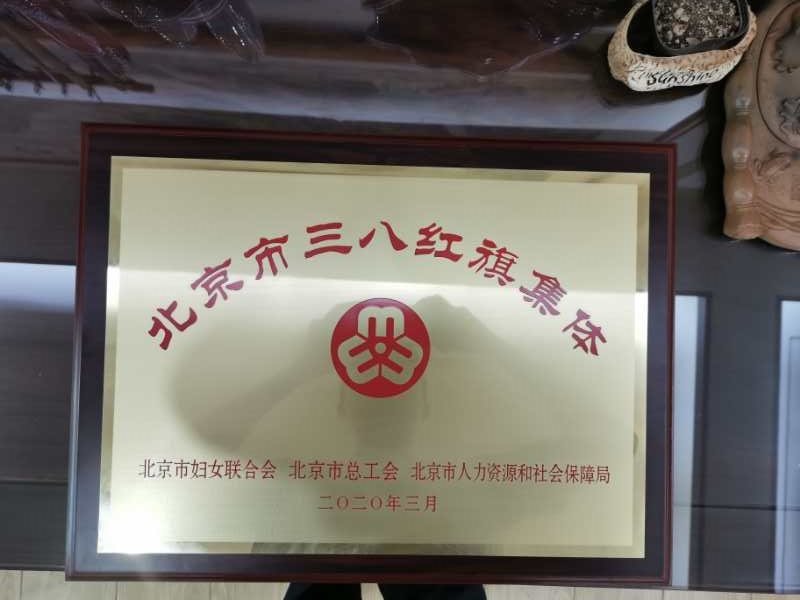 Sunshine
北京市三八红旗集体
北京市妇女联合会 北京市总工会 北京市人力资源和社会保障局
二〇二〇年三月